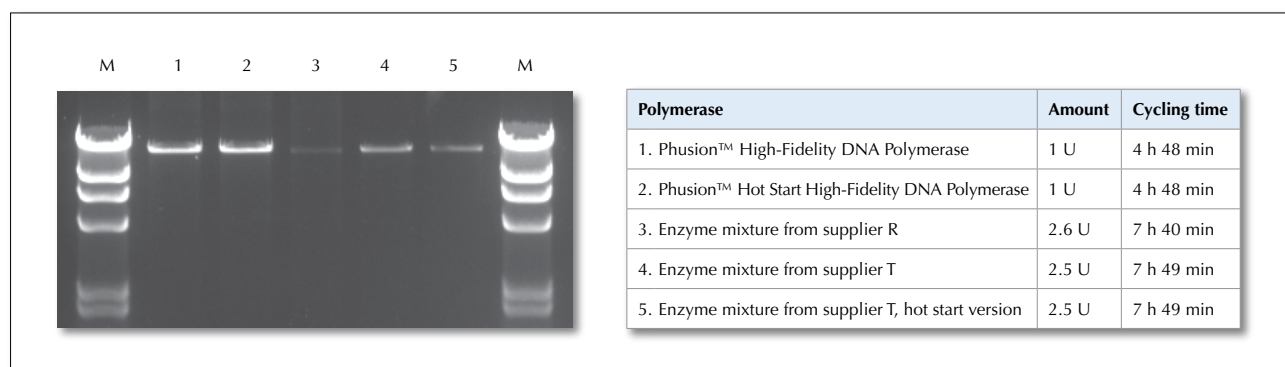 M 1 2 3 4 5 M
Polymerase Amount Cycling time
1. Phusion™ High-Fidelity DNA Polymerase 1 U 4 h 48 min
2. Phusion™ Hot Start High-Fidelity DNA Polymerase 1 U 4 h 48 min
3. Enzyme mixture from supplier R 2.6 U 7 h 40 min
4. Enzyme mixture from supplier T 2.5 U 7 h 49 min
5. Enzyme mixture from supplier T, hot start version 2.5 U 7 h 49 min